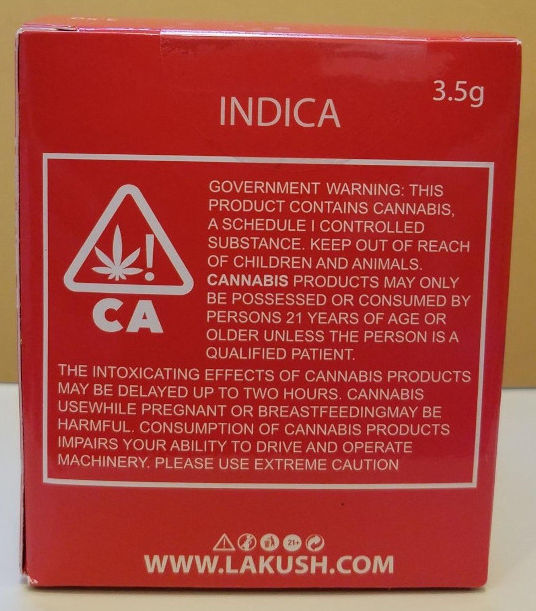 INDICA
3.5g
GOVERNMENT WARNING: THIS
PRODUCT CONTAINS CANNABIS,
A SCHEDULE I CONTROLLED
SUBSTANCE. KEEP OUT OF REACH
OF CHILDREN AND ANIMALS.
CANNABIS PRODUCTS MAY ONLY
BE POSSESSED OR CONSUMED BY
PERSONS 21 YEARS OF AGE OR
OLDER UNLESS THE PERSON IS A
QUALIFIED PATIENT.
!
CA
THE INTOXICATING EFFECTS OF CANNABIS PRODUCTS
MAY BE DELAYED UP TO TWO HOURS. CANNABIS
USEWHILE PREGNANT OR BREASTFEEDINGMAY BE
HARMFUL. CONSUMPTION OF CANNABIS PRODUCTS
IMPAIRS YOUR ABILITY TO DRIVE AND OPERATE
MACHINERY. PLEASE USE EXTREME CAUTION
21+
WWW.LAKUSH.COM